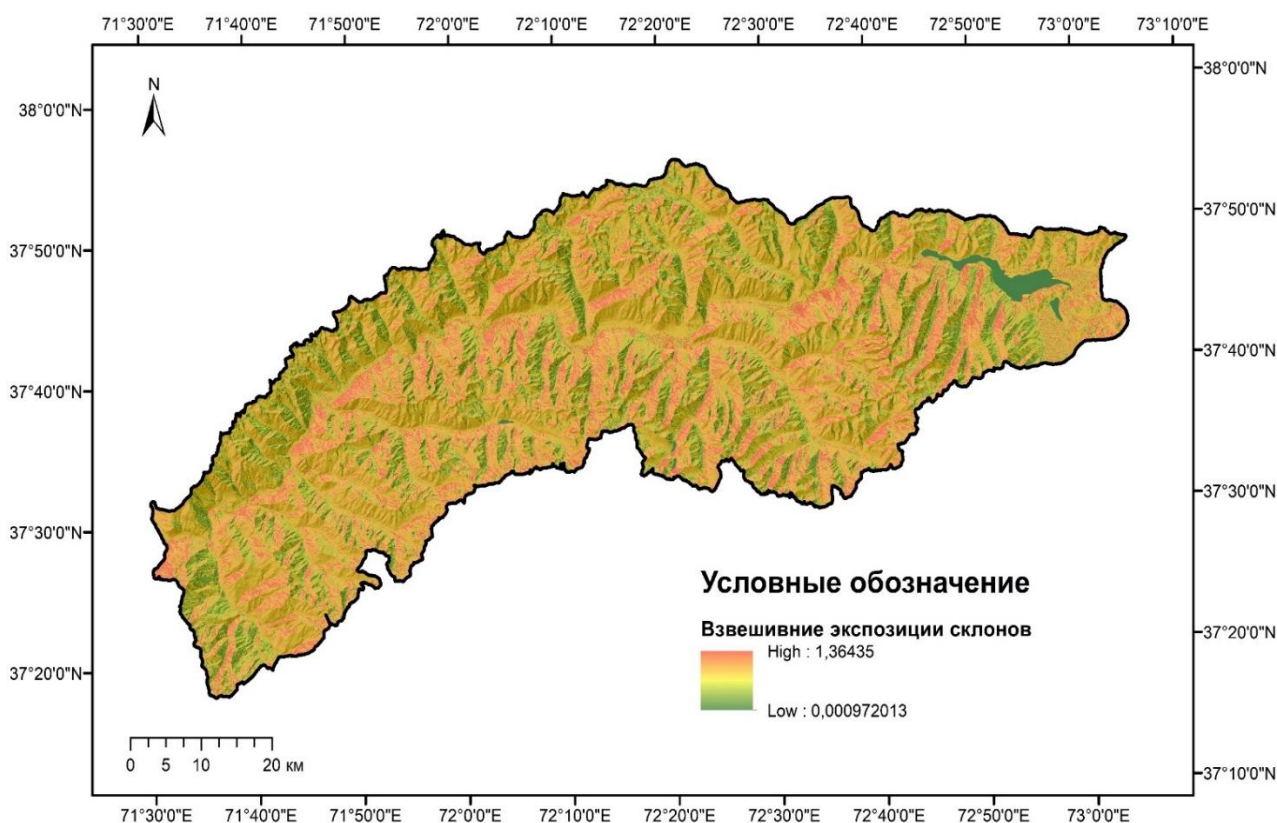 71°30'0"E 71°40'0"E 71°50'0"E 72°0'0"E 72°10'0"E 72°20'0"E 72°30'0"E 72°40'0"E 72°50'0"E 73°0'0"E 73°10'0"E
N
38°0'0"N
38°0'0"N
37°50'0"N
37°50'0"N
37°40'0"N
37°40'0"N
37°30'0"N
37°30'0"N
Условные обозначение
Взвешивние экспозиции склонов
37°20'0"N
High : 1,36435
37°20'0"N
Low : 0,000972013
0 5 10 20 км
37°10'0"N
71°30'0"E 71°40'0"E 71°50'0"E 72°0'0"E 72°10'0"E 72°20'0"E 72°30'0"E 72°40'0"E 72°50'0"E 73°0'0"E